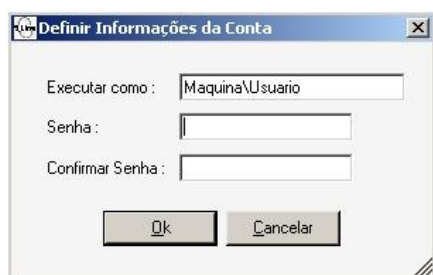 Definir Informações da Conta
Executar como : Maquina\Usuario
Senha :
Confirmar Senha :
Ok Cancelar